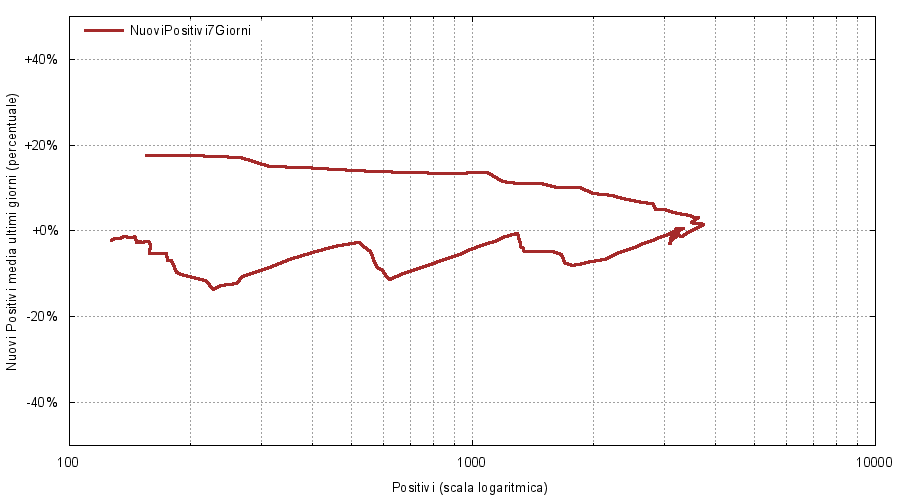 NuoviPositivi7Giorni
+40%
+20%
+0%
-20%
-40%
Nuovi Positivi media ultimi giorni (percentuale)
100
1000
10000
Positivi (scala logaritmica)